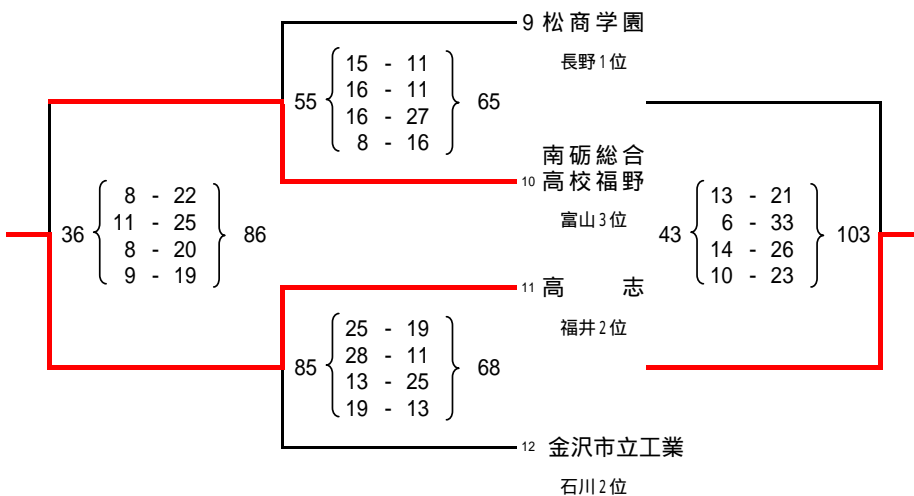 9 松商学園
長野1位
55 15 - 11 65
16 - 11
16 - 27
8 - 16
南砺総合
10 高校福野
富山3位
36 8 - 22 86
11 - 25
8 - 20
9 - 19
43 13 - 21 103
6 - 33
14 - 26
10 - 23
11 高 志
福井2位
85 25 - 19 68
28 - 11
13 - 25
19 - 13
12 金沢市立工業
石川2位